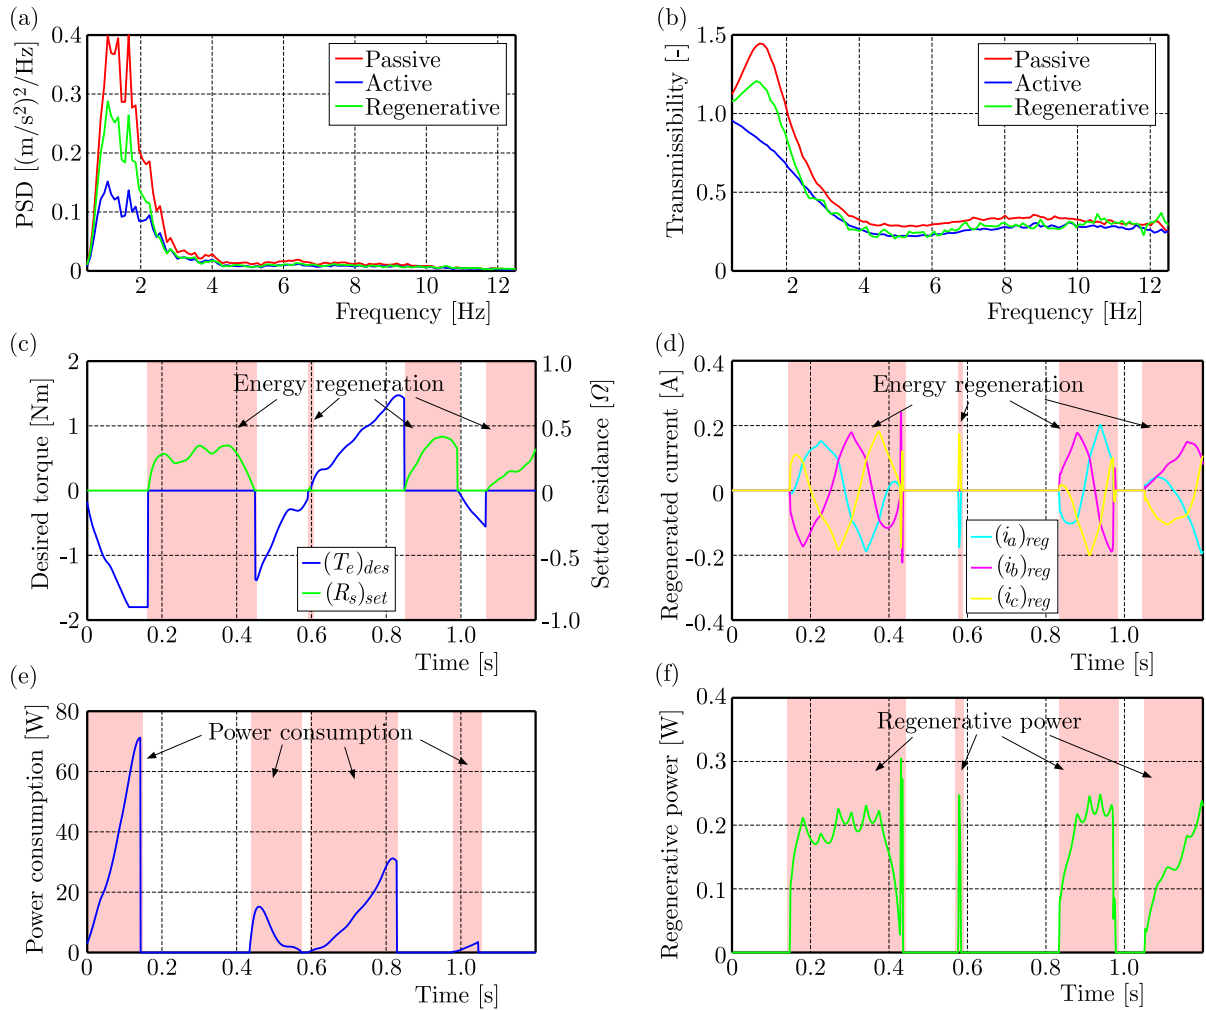 (a)
PSD [(m/s²)²/Hz]
0.4
0.3
0.2
0.1
0
2
4
6
8
10
12
Frequency [Hz]
Passive
Active
Regenerative
(b)
Transmissibility [-]
1.5
1.0
0.5
0
2
4
6
8
10
12
Frequency [Hz]
Passive
Active
Regenerative
(c)
Desired torque [Nm]
2
1
0
-1
-2
0
0.2
0.4
0.6
0.8
1.0
Time [s]
1.0
0.5
0
-0.5
-1.0
Setted residance [Ω]
Energy regeneration
(T_e)_des
(R_s)_set
(d)
Regenerated current [A]
0.4
0.2
0
-0.2
-0.4
0
0.2
0.4
0.6
0.8
1.0
Time [s]
Energy regeneration
(i_a)_reg
(i_b)_reg
(i_c)_reg
(e)
Power consumption [W]
80
60
40
20
0
0
0.2
0.4
0.6
0.8
1.0
Time [s]
Power consumption
(f)
Regenerative power [W]
0.4
0.3
0.2
0.1
0
0
0.2
0.4
0.6
0.8
1.0
Time [s]
Regenerative power